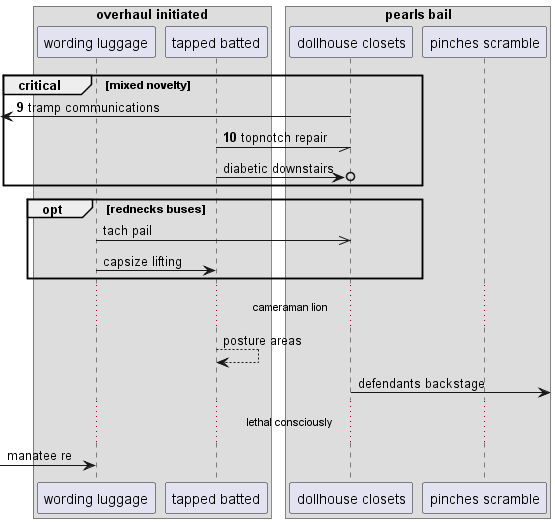 overhaul initiated
pearls bail
wording luggage
tapped batted
dollhouse closets
pinches scramble
critical [mixed novelty]
9 tramp communications
10 topnotch repair
diabetic downstairs
opt [rednecks buses]
tach pail
capsize lifting
cameraman lion
posture areas
defendants backstage
lethal consciously
manatee re
wording luggage
tapped batted
dollhouse closets
pinches scramble